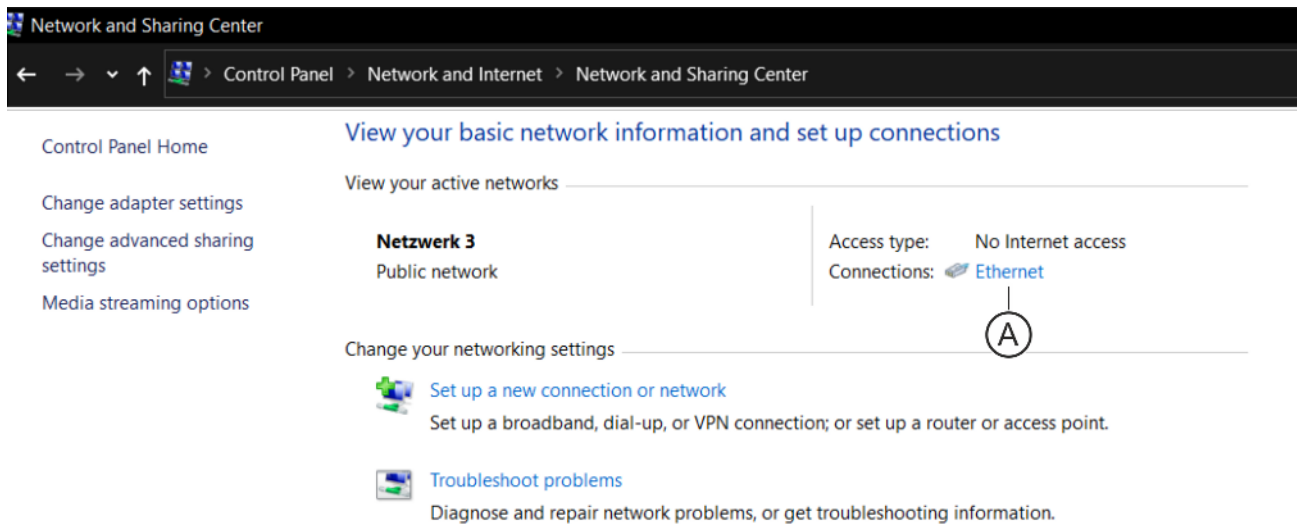 Network and Sharing Center
Control Panel > Network and Internet > Network and Sharing Center
Control Panel Home
Change adapter settings
Change advanced sharing
settings
Media streaming options
View your basic network information and set up connections
View your active networks
Netzwerk 3
Public network
Access type: No Internet access
Connections: Ethernet
A
Change your networking settings
Set up a new connection or network
Set up a broadband, dial-up, or VPN connection; or set up a router or access point.
Troubleshoot problems
Diagnose and repair network problems, or get troubleshooting information.